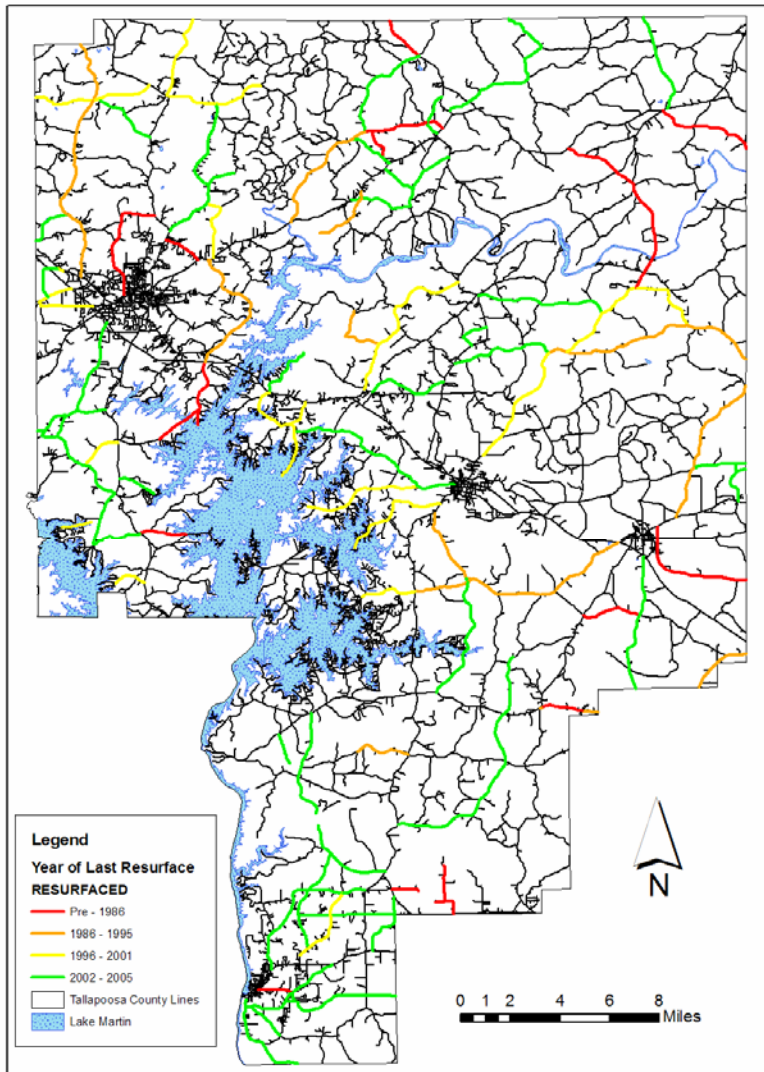 Legend
Year of Last Resurface
RESURFACED
Pre - 1986
1986 - 1995
1996 - 2001
2002 - 2005
Tallapoosa County Lines
Lake Martin
N
0 1 2 4 6 8
Miles